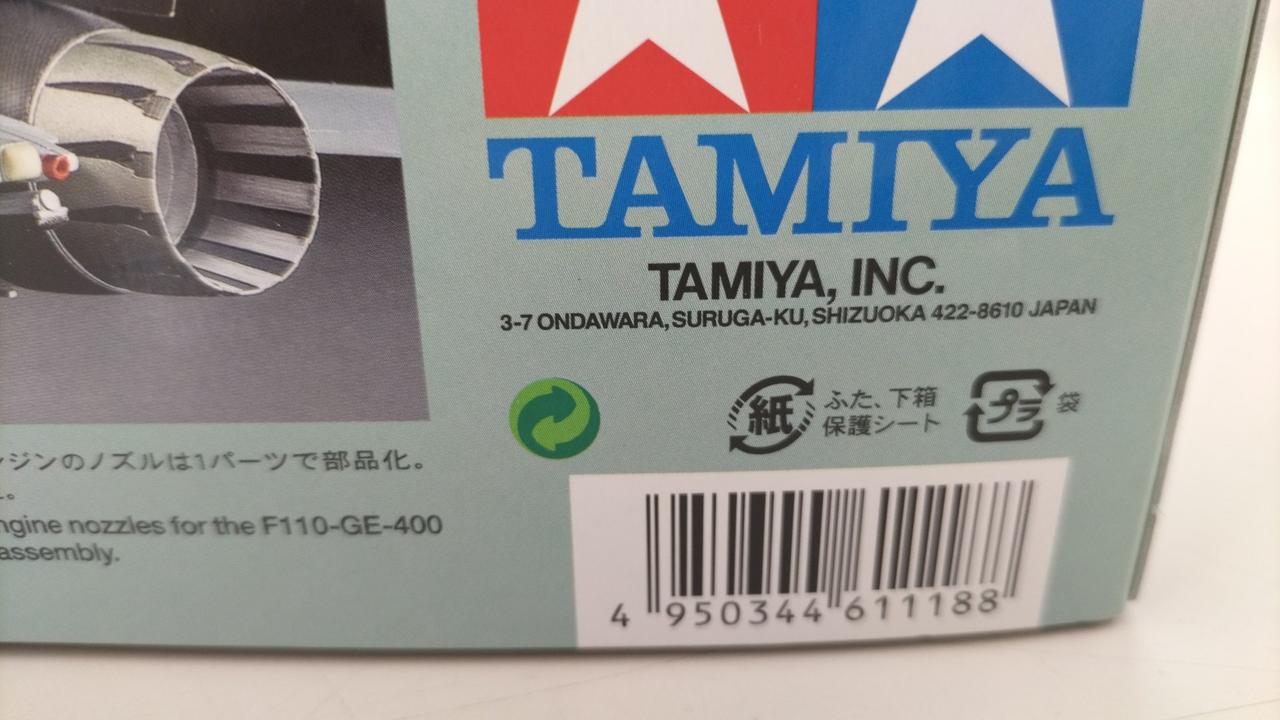 TAMIYA
TAMIYA, INC.
3-7 ONDAWARA, SURUGA-KU, SHIZUOKA 422-8610 JAPAN
紙 ふた、下箱
保護シート
プラ 袋
ンジンのノズルは1パーツで部品化。
ngine nozzles for the F110-GE-400
assembly.
4 950344 611188